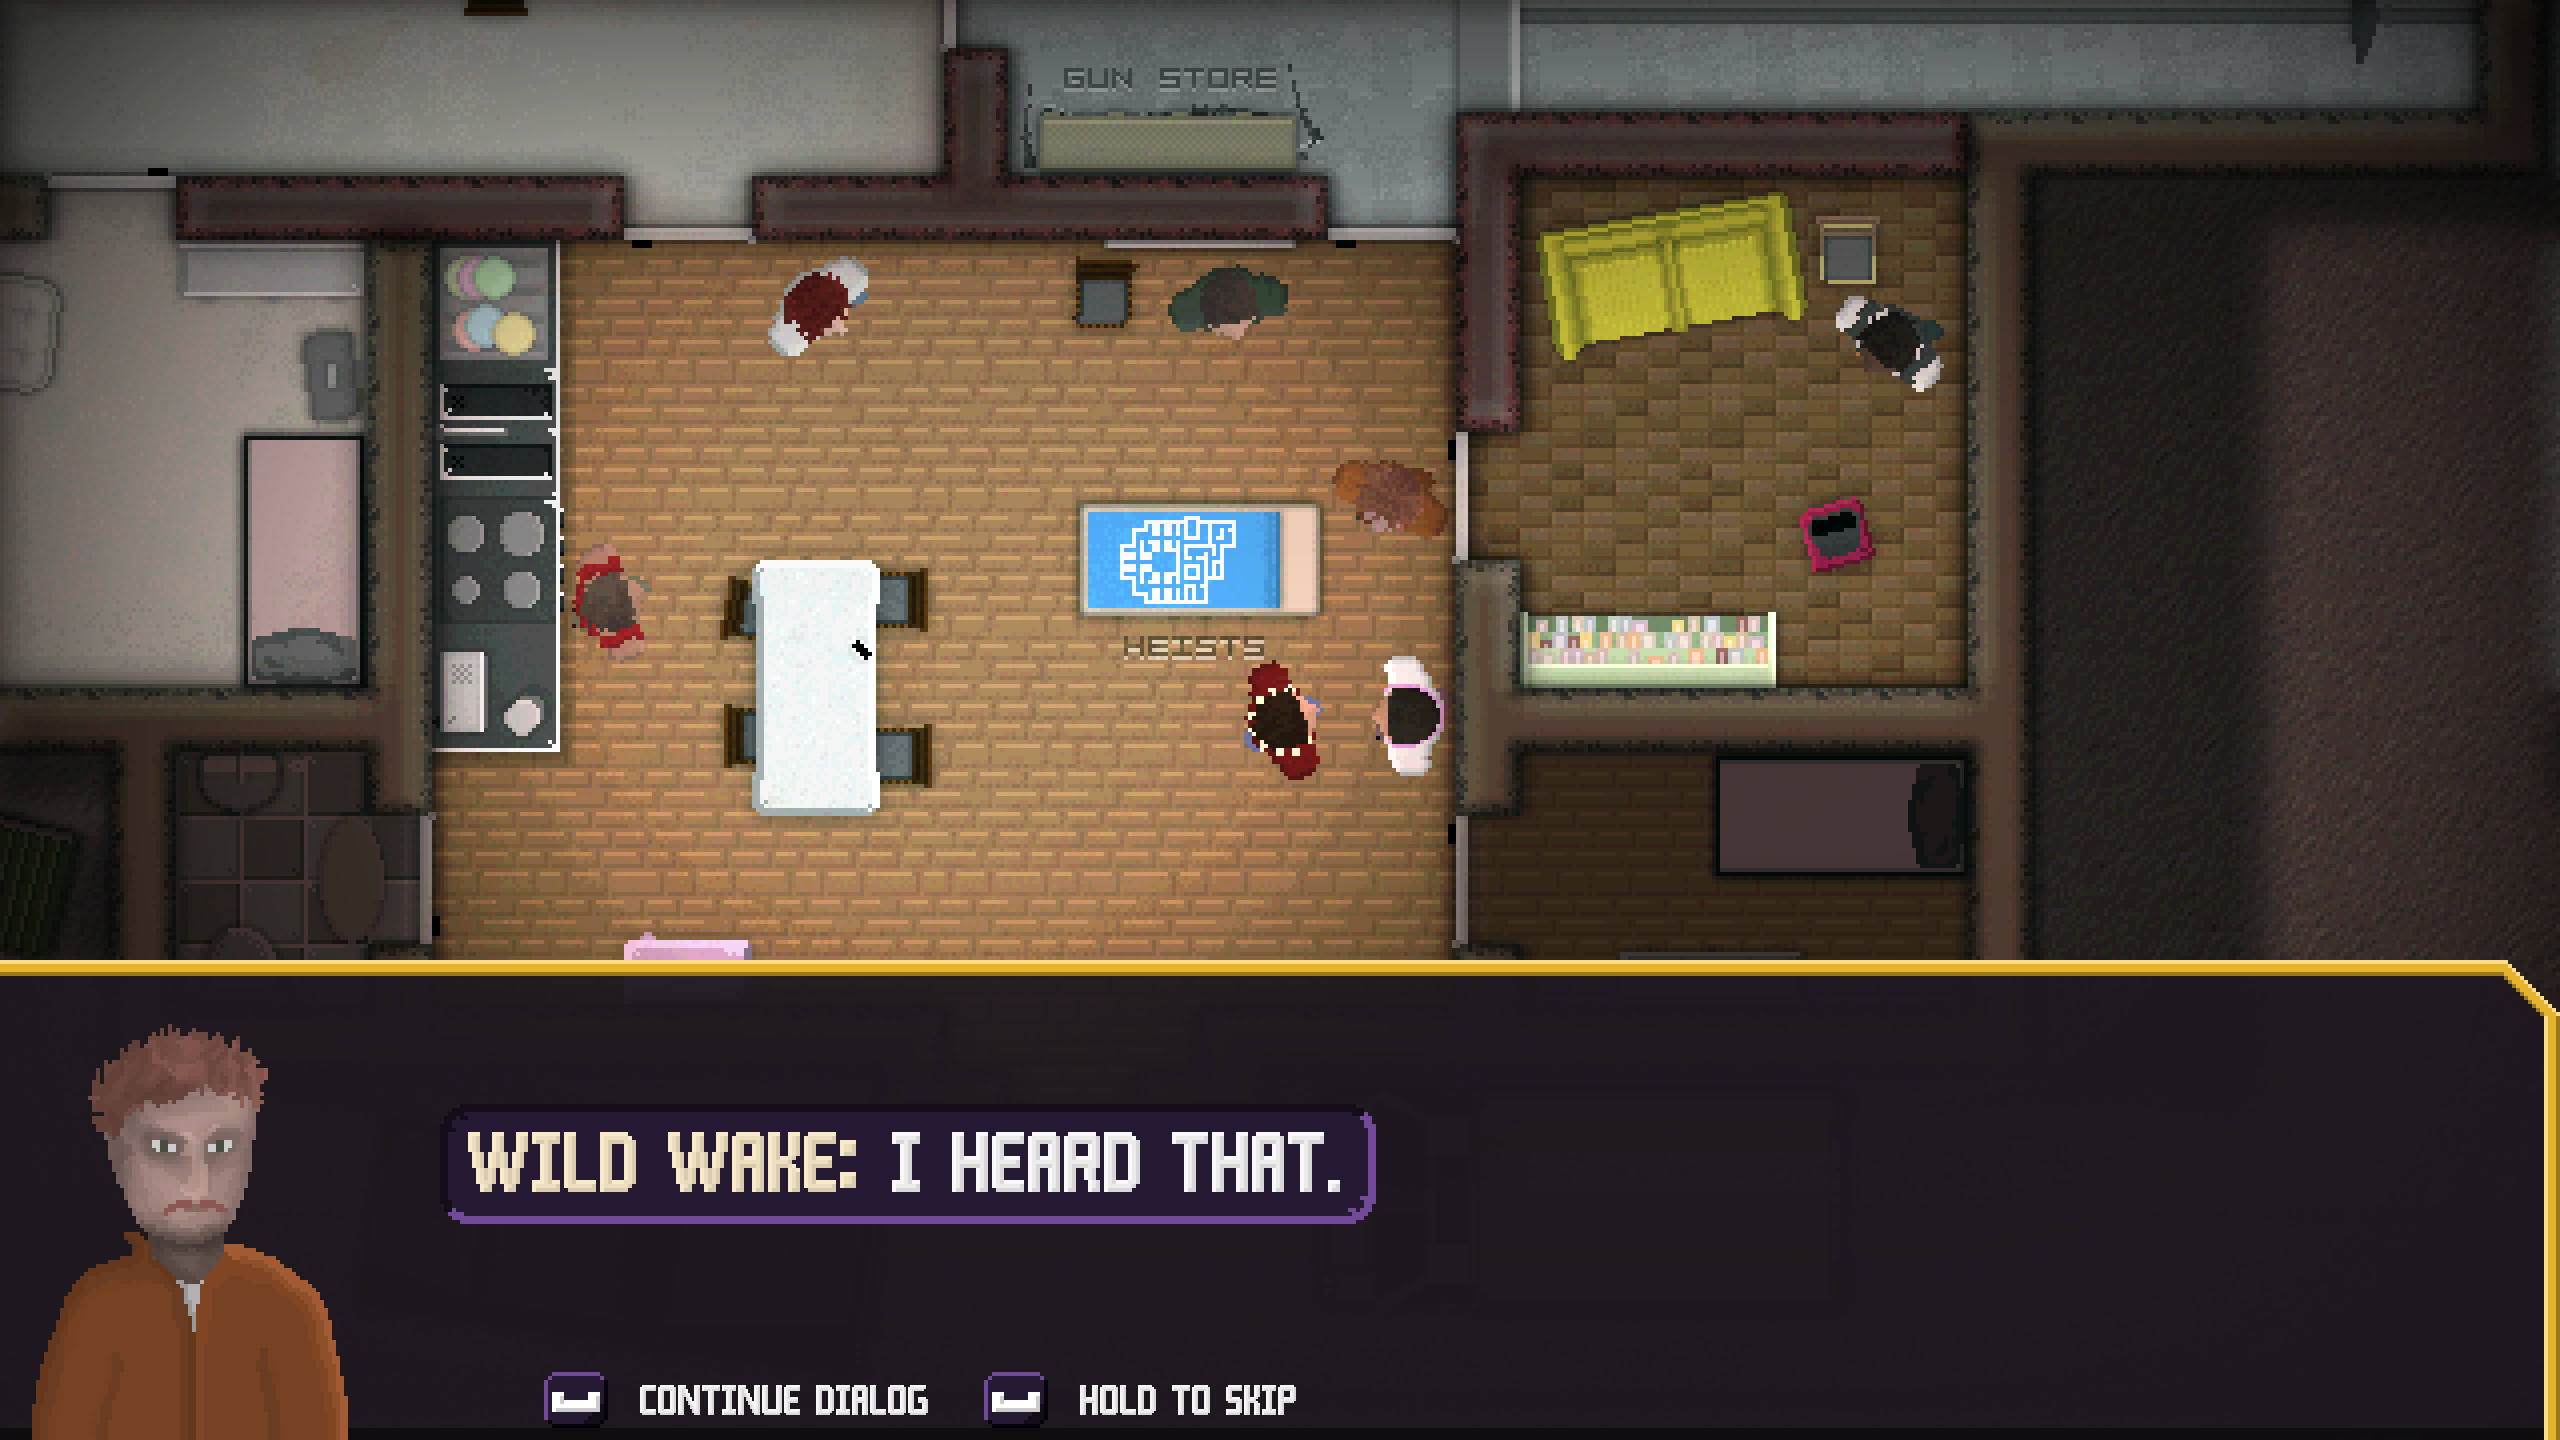 GUN STORE
HEISTS
WILD WAKE: I HEARD THAT.
CONTINUE DIALOG
HOLD TO SKIP